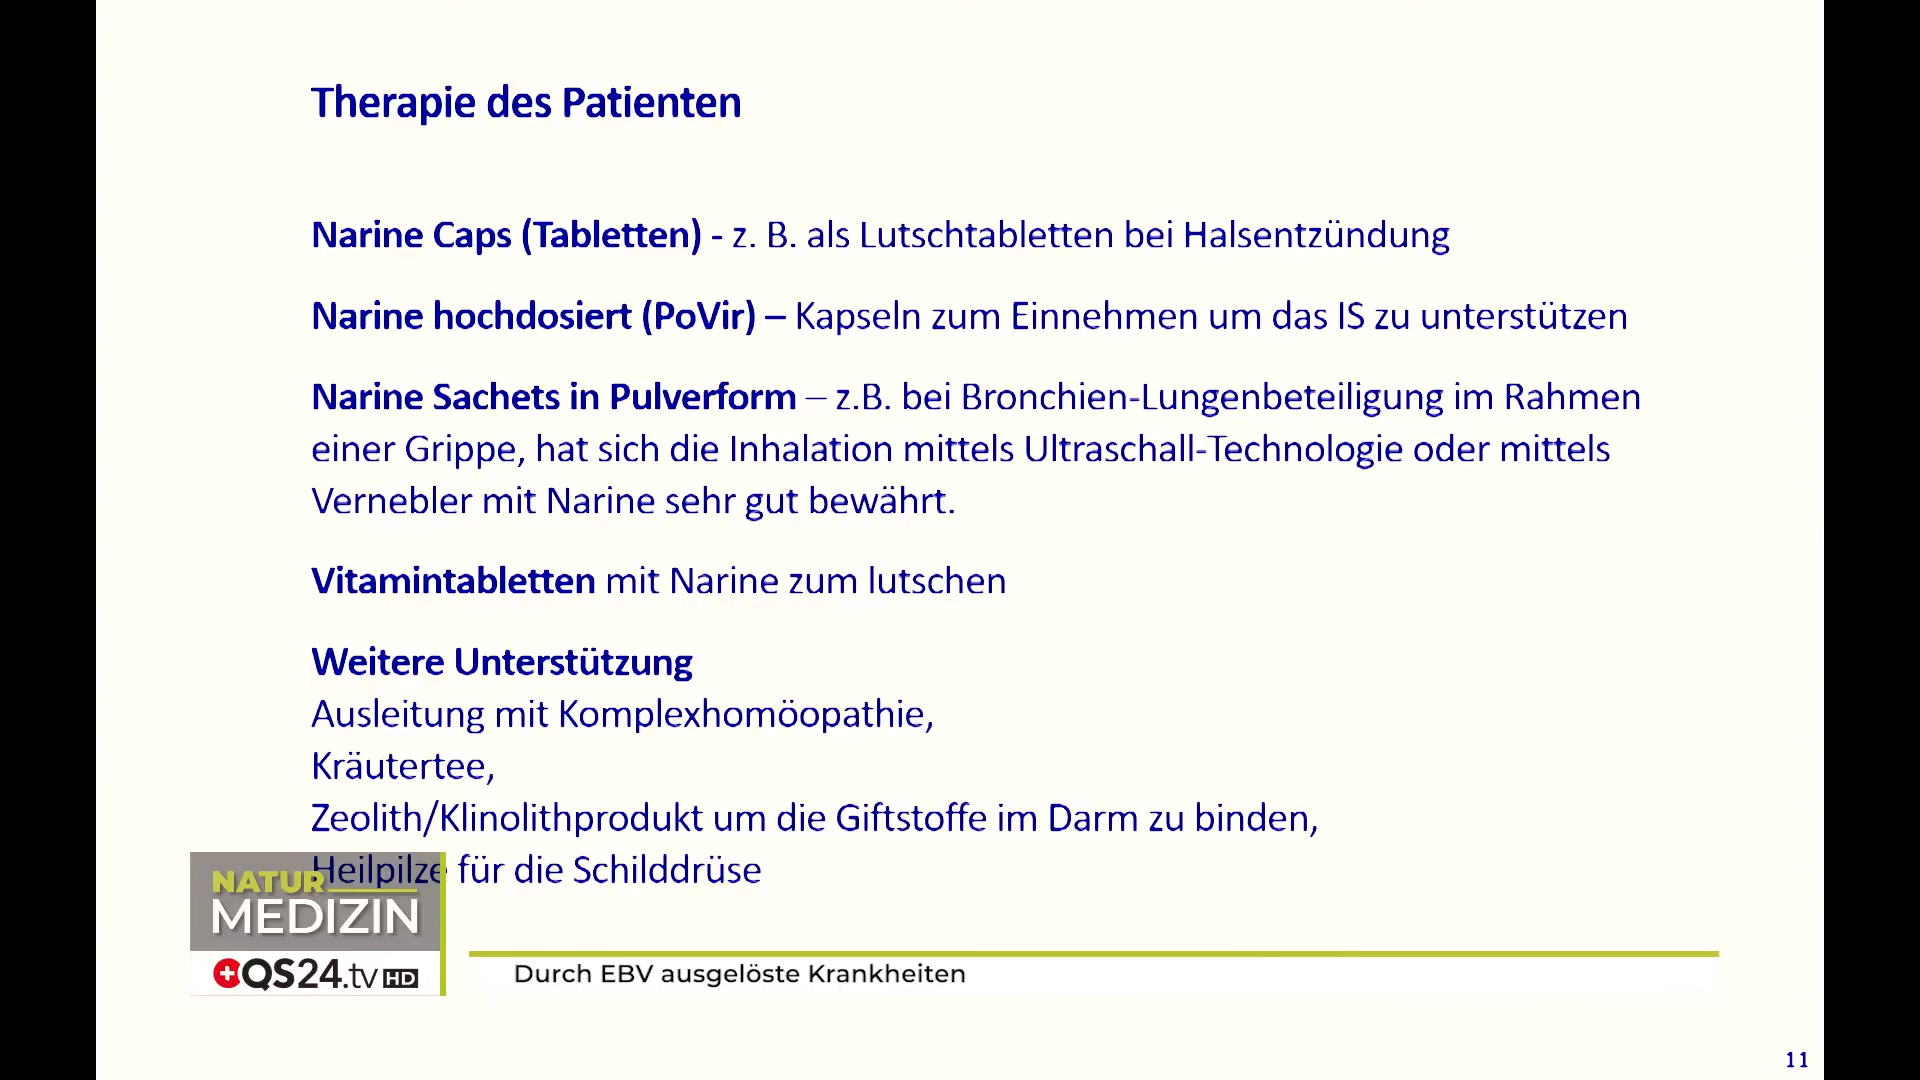 Therapie des Patienten
Narine Caps (Tabletten) - z. B. als Lutschtabletten bei Halsentzündung
Narine hochdosiert (PoVir) – Kapseln zum Einnehmen um das IS zu unterstützen
Narine Sachets in Pulverform – z.B. bei Bronchien-Lungenbeteiligung im Rahmen
einer Grippe, hat sich die Inhalation mittels Ultraschall-Technologie oder mittels
Vernebler mit Narine sehr gut bewährt.
Vitamintabletten mit Narine zum lutschen
Weitere Unterstützung
Ausleitung mit Komplexhomöopathie,
Kräutertee,
Zeolith/Klinolithprodukt um die Giftstoffe im Darm zu binden,
Heilpilze für die Schilddrüse
NATUR
MEDIZIN
QS24.tv HD
Durch EBV ausgelöste Krankheiten
11